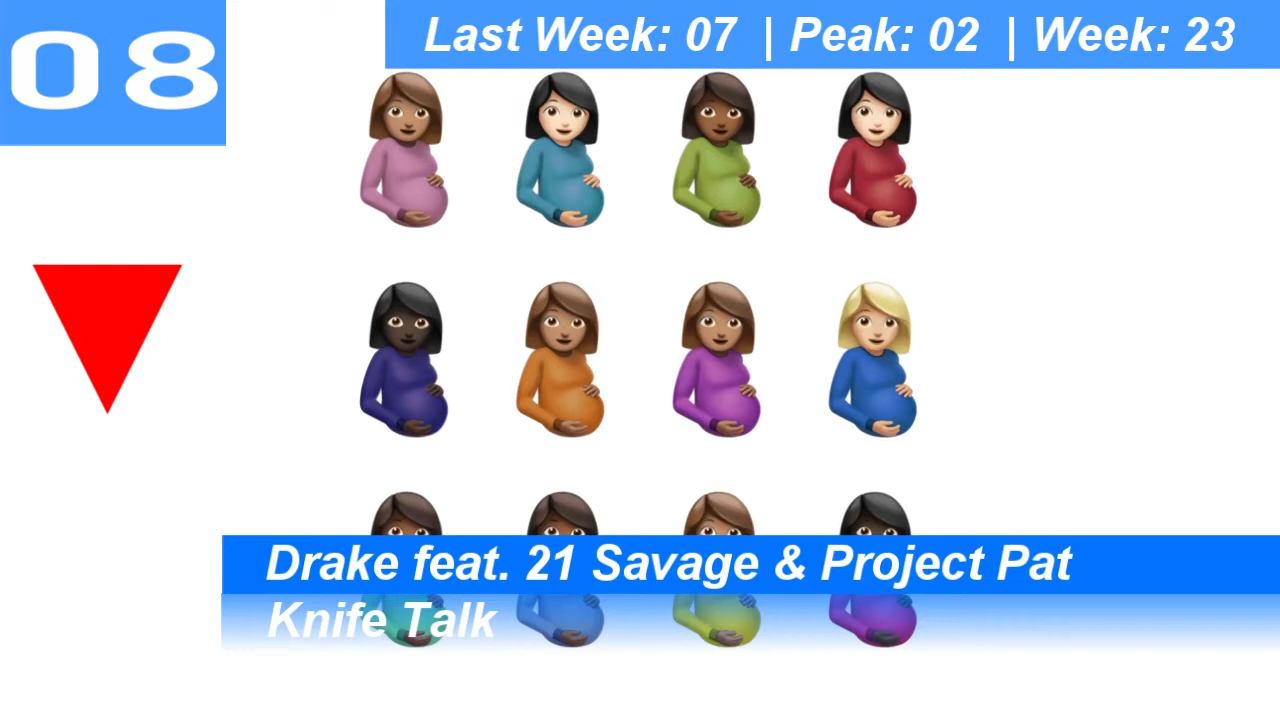 08
Last Week: 07 | Peak: 02 | Week: 23
Drake feat. 21 Savage & Project Pat
Knife Talk